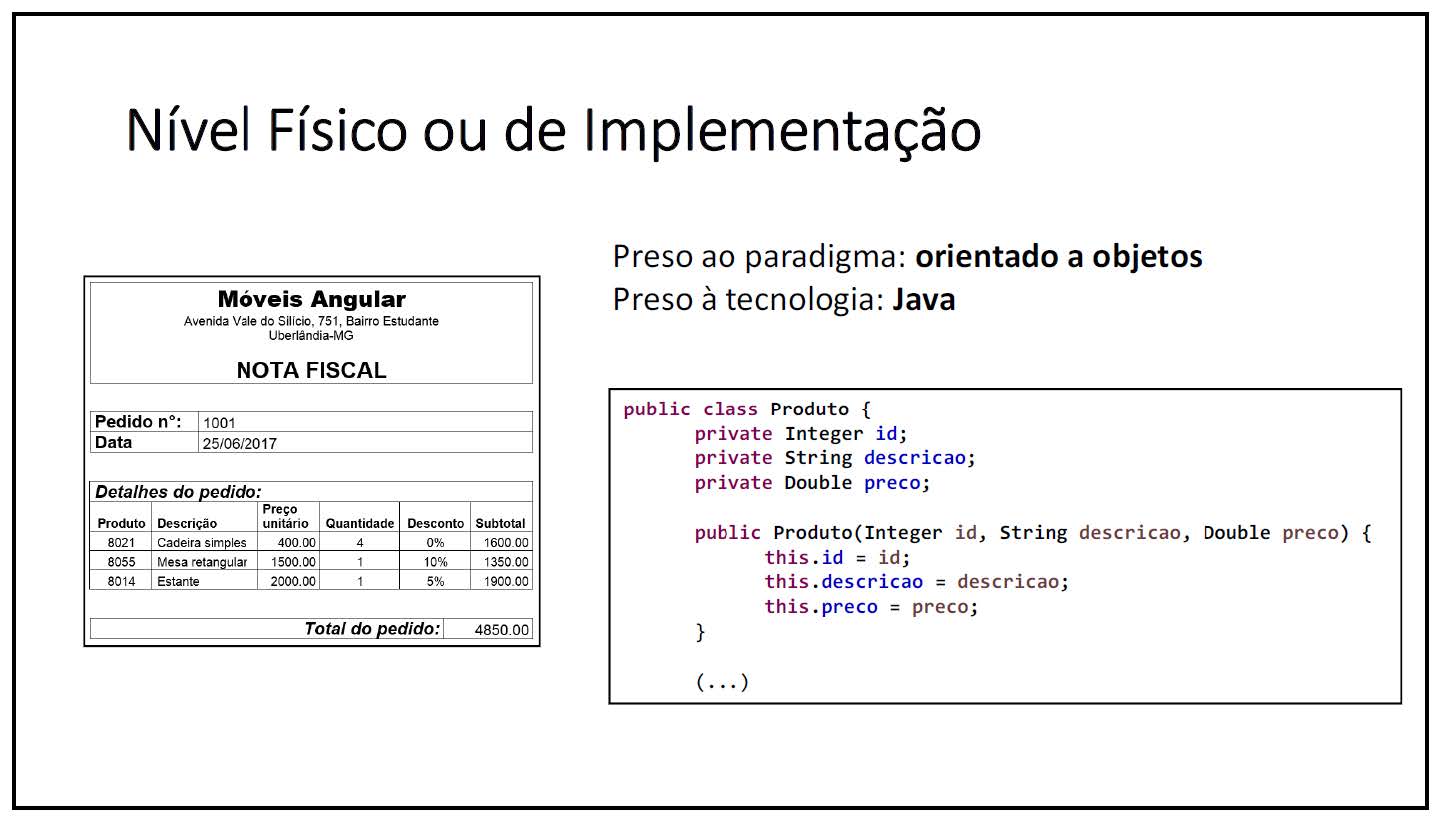 Nível Físico ou de Implementação
Móveis Angular
Avenida Vale do Silício, 751, Bairro Estudante
Uberlândia-MG
NOTA FISCAL
Pedido n°: 1001
Data 25/06/2017
Detalhes do pedido:
Produto Descrição Preço unitário Quantidade Desconto Subtotal
8021 Cadeira simples 400.00 4 0% 1600.00
8055 Mesa retangular 1500.00 1 10% 1350.00
8014 Estante 2000.00 1 5% 1900.00
Total do pedido: 4850.00
Preso ao paradigma: orientado a objetos
Preso à tecnologia: Java
public class Produto {
private Integer id;
private String descricao;
private Double preco;
public Produto(Integer id, String descricao, Double preco) {
this.id = id;
this.descricao = descricao;
this.preco = preco;
}
(...)